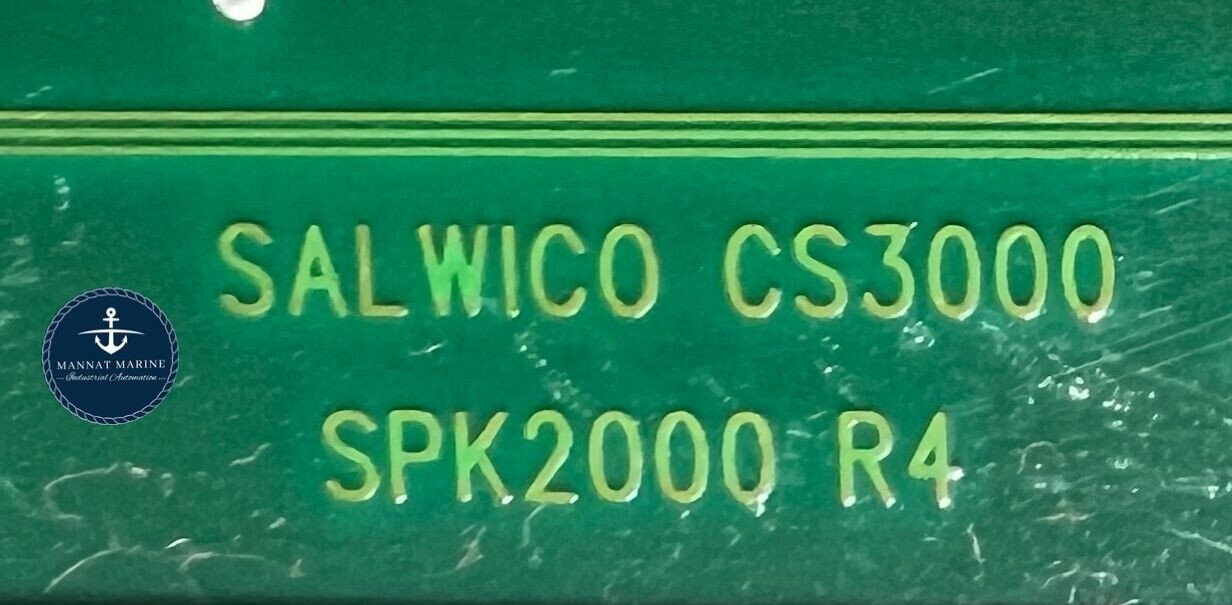 SALWICO CS3000
MANNAT MARINE
Industrial Automation
SPK2000 R4